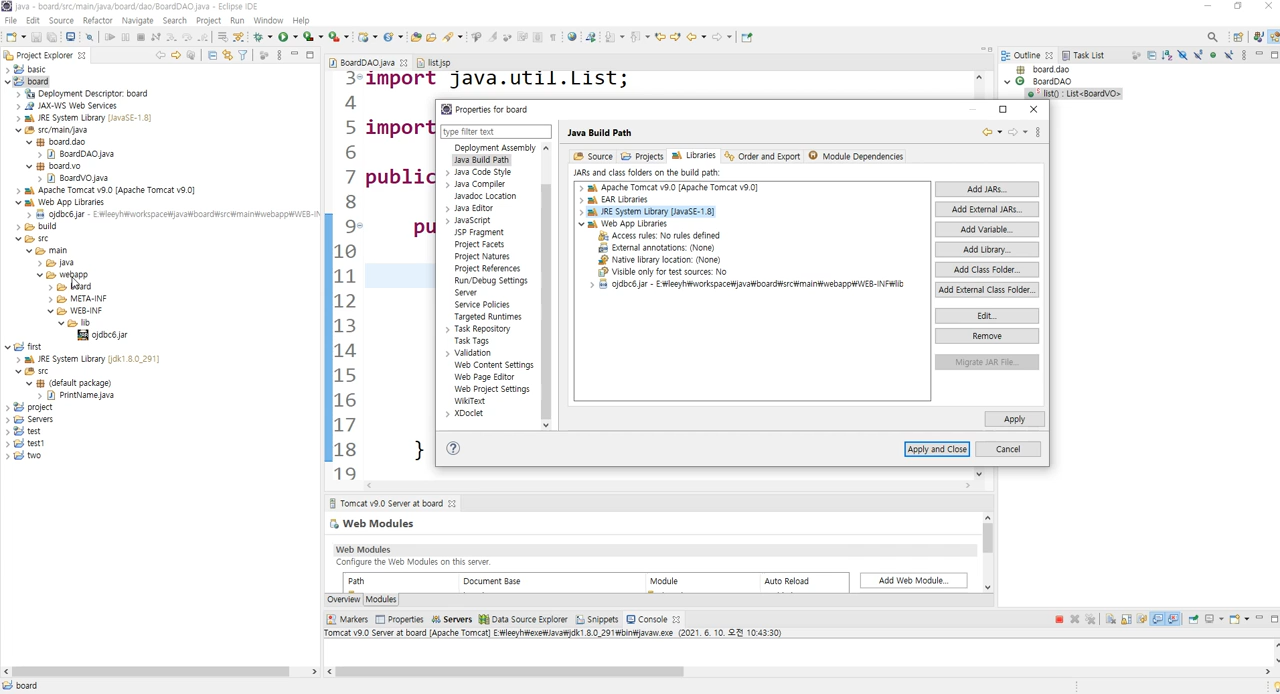 java - board/src/main/java/board/dao/BoardDAO.java - Eclipse IDE
File Edit Source Refactor Navigate Search Project Run Window Help
Project Explorer
basic
board
Deployment Descriptor: board
JAX-WS Web Services
JRE System Library [JavaSE-1.8]
src/main/java
board.dao
BoardDAO.java
board.vo
BoardVO.java
Apache Tomcat v9.0 [Apache Tomcat v9.0]
Web App Libraries
ojdbc6.jar - E:₩leeyh₩workspace₩java₩board₩src₩main₩webapp₩WEB-IN
build
src
main
java
webapp
board
META-INF
WEB-INF
lib
ojdbc6.jar
first
JRE System Library [jdk1.8.0_291]
src
(default package)
PrintName.java
project
Servers
test
test1
two
BoardDAO.java
list.jsp
3 import java.util.List;
4
5 import
6
7 public
8
9 pu
10
11
12
13
14
15
16
17
18 }
19
Properties for board
type filter text
Deployment Assembly
Java Build Path
Java Code Style
Java Compiler
Javadoc Location
Java Editor
JavaScript
JSP Fragment
Project Facets
Project Natures
Project References
Run/Debug Settings
Server
Service Policies
Targeted Runtimes
Task Repository
Task Tags
Validation
Web Content Settings
Web Page Editor
Web Project Settings
WikiText
XDoclet
Java Build Path
Source Projects Libraries Order and Export Module Dependencies
JARs and class folders on the build path:
Apache Tomcat v9.0 [Apache Tomcat v9.0]
EAR Libraries
JRE System Library [JavaSE-1.8]
Web App Libraries
Access rules: No rules defined
External annotations: (None)
Native library location: (None)
Visible only for test sources: No
ojdbc6.jar - E:₩leeyh₩workspace₩java₩board₩src₩main₩webapp₩WEB-INF₩lib
Add JARs...
Add External JARs...
Add Variable...
Add Library...
Add Class Folder...
Add External Class Folder...
Edit...
Remove
Migrate JAR File...
Apply
Apply and Close
Cancel
Outline Task List
board.dao
BoardDAO
list() : List<BoardVO>
Tomcat v9.0 Server at board
Web Modules
Web Modules
Configure the Web Modules on this server.
Path Document Base Module Auto Reload
Add Web Module...
Overview Modules
Markers Properties Servers Data Source Explorer Snippets Console
Tomcat v9.0 Server at board [Apache Tomcat] E:₩leeyh₩exe₩Java₩jdk1.8.0_291₩bin₩javaw.exe (2021. 6. 10. 오전 10:43:30)
board